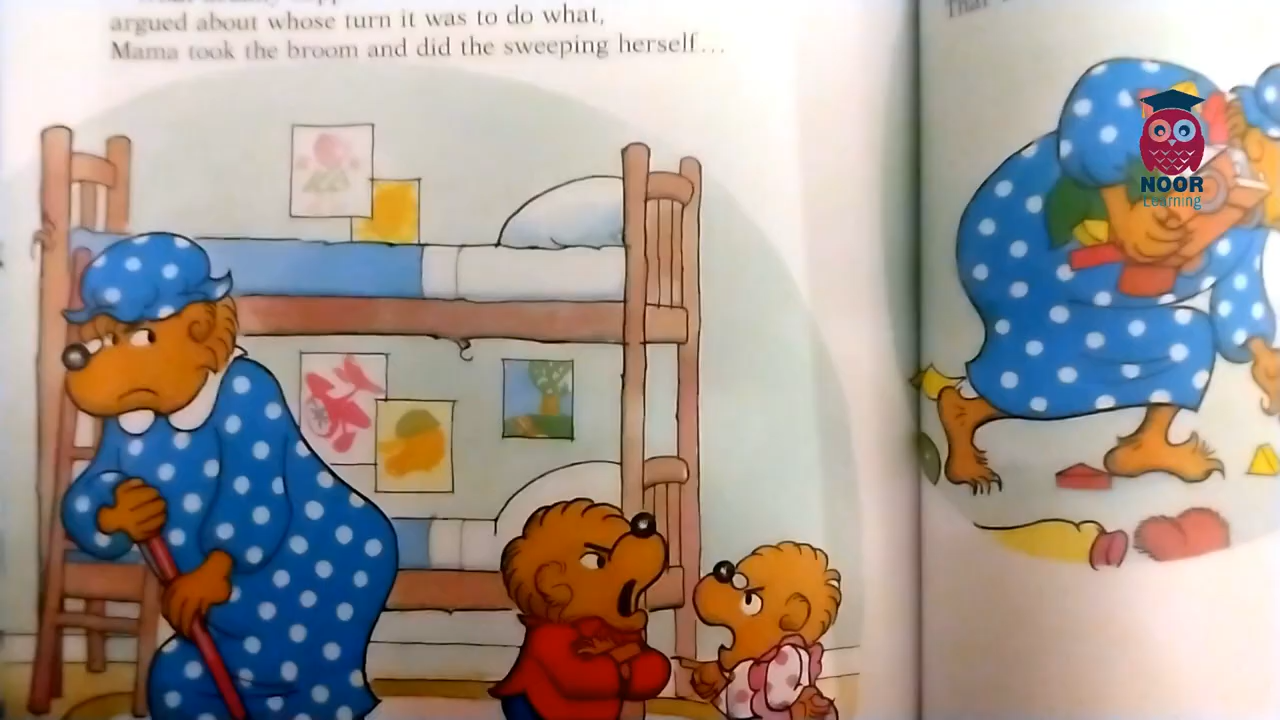 argued about whose turn it was to do what,
Mama took the broom and did the sweeping herself...
That
NOOR
Learning